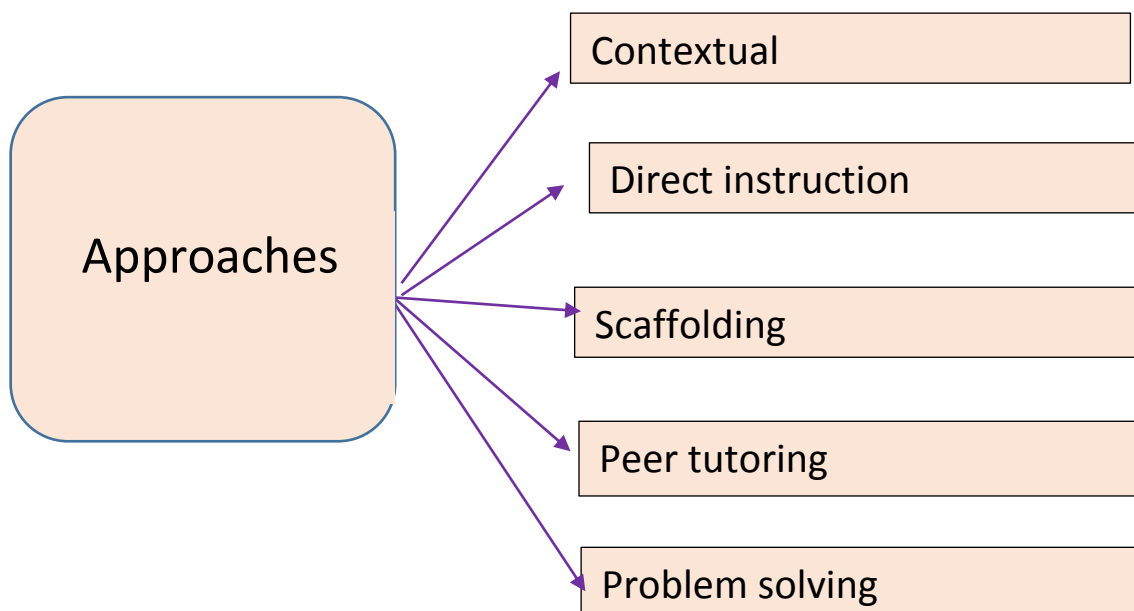 Approaches
Contextual
Direct instruction
Scaffolding
Peer tutoring
Problem solving